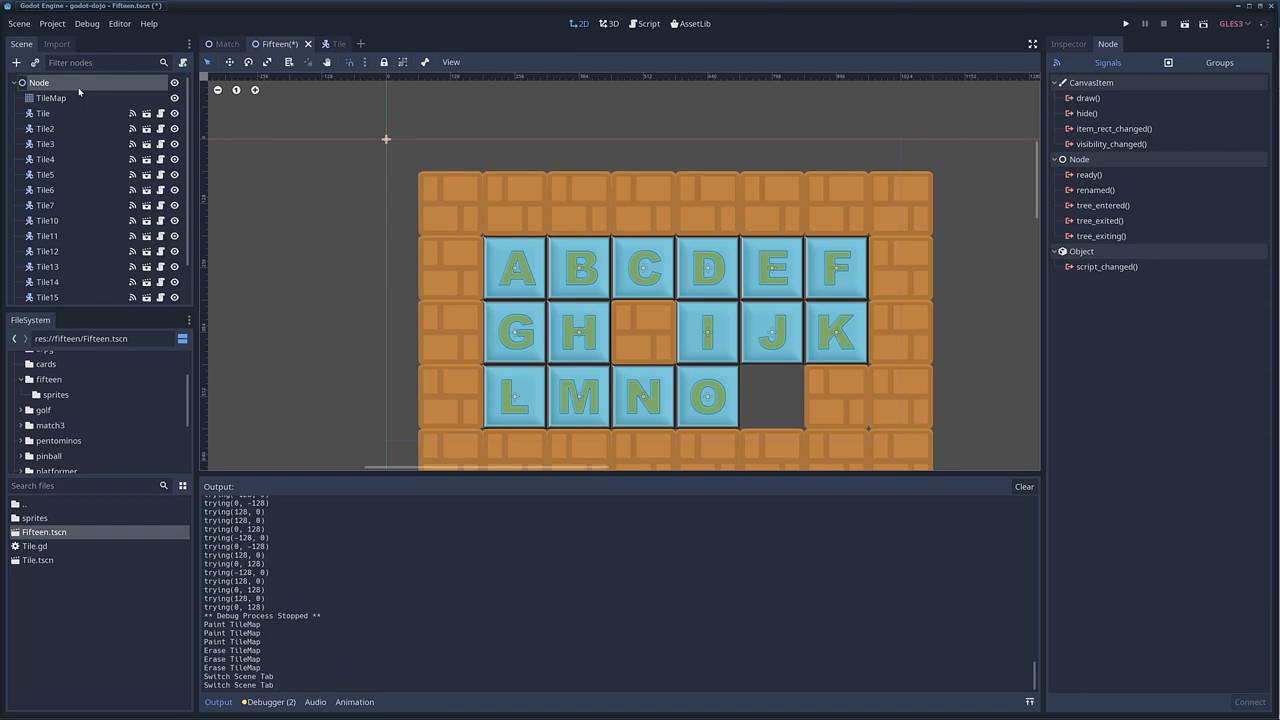 Godot Engine - godot-dojo - Fifteen.tscn (*)
Scene Project Debug Editor Help
2D 3D Script AssetLib
GLES3
Scene Import
Filter nodes
Node
TileMap
Tile
Tile2
Tile3
Tile4
Tile5
Tile6
Tile7
Tile10
Tile11
Tile12
Tile13
Tile14
Tile15
FileSystem
res://fifteen/Fifteen.tscn
cards
fifteen
sprites
golf
match3
pentominos
pinball
platformer
Search files
..
sprites
Fifteen.tscn
Tile.gd
Tile.tscn
Match Fifteen(*) Tile
View
A B C D E F
G H I J K
L M N O
Output: Clear
trying(0, -128)
trying(128, 0)
trying(128, 0)
trying(0, 128)
trying(-128, 0)
trying(0, -128)
trying(128, 0)
trying(0, 128)
trying(-128, 0)
trying(128, 0)
trying(0, 128)
trying(128, 0)
trying(0, 128)
** Debug Process Stopped **
Paint TileMap
Paint TileMap
Paint TileMap
Erase TileMap
Erase TileMap
Erase TileMap
Switch Scene Tab
Switch Scene Tab
Output Debugger (2) Audio Animation
Inspector Node
Signals Groups
CanvasItem
draw()
hide()
item_rect_changed()
visibility_changed()
Node
ready()
renamed()
tree_entered()
tree_exited()
tree_exiting()
Object
script_changed()
Connect